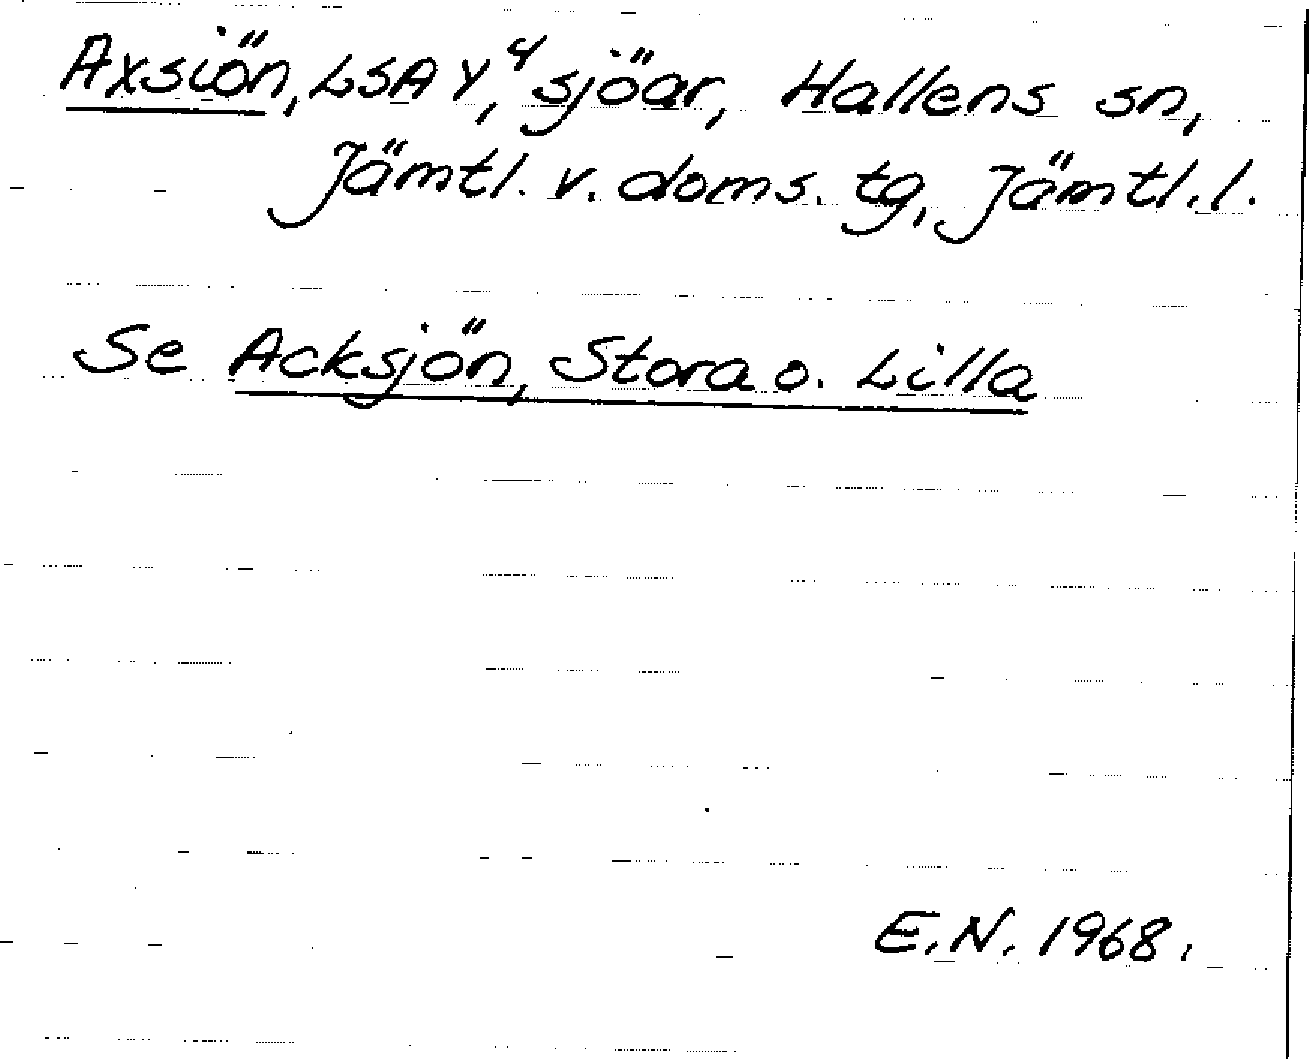 Axsiön, LSA Y,⁴ sjöar, Hallens sn,
Jämtl. v. doms. tg, Jämtl. l.
Se Acksjön, Stora o. Lilla
E.N. 1968.